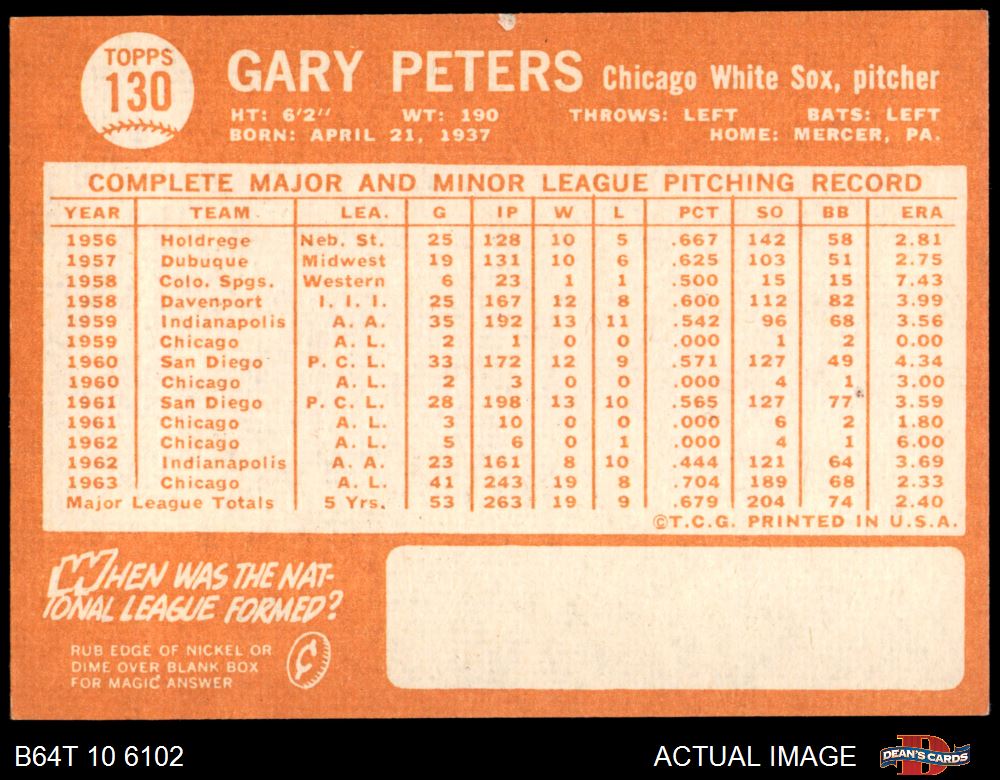 TOPPS
130
GARY PETERS Chicago White Sox, pitcher
HT: 6'2" WT: 190 THROWS: LEFT BATS: LEFT
BORN: APRIL 21, 1937 HOME: MERCER, PA.
COMPLETE MAJOR AND MINOR LEAGUE PITCHING RECORD
YEAR TEAM LEA. G IP W L PCT SO BB ERA
1956 Holdrege Neb. St. 25 128 10 5 .667 142 58 2.81
1957 Dubuque Midwest 19 131 10 6 .625 103 51 2.75
1958 Colo. Spgs. Western 6 23 1 1 .500 15 15 7.43
1958 Davenport I. I. I. 25 167 12 8 .600 112 82 3.99
1959 Indianapolis A. A. 35 192 13 11 .542 96 68 3.56
1959 Chicago A. L. 2 1 0 0 .000 1 2 0.00
1960 San Diego P. C. L. 33 172 12 9 .571 127 49 4.34
1960 Chicago A. L. 2 3 0 0 .000 4 1 3.00
1961 San Diego P. C. L. 28 198 13 10 .565 127 77 3.59
1961 Chicago A. L. 3 10 0 0 .000 6 2 1.80
1962 Chicago A. L. 5 6 0 1 .000 4 1 6.00
1962 Indianapolis A. A. 23 161 8 10 .444 121 64 3.69
1963 Chicago A. L. 41 243 19 8 .704 189 68 2.33
Major League Totals 5 Yrs. 53 263 19 9 .679 204 74 2.40
©T.C.G. PRINTED IN U.S.A.
WHEN WAS THE NAT-
IONAL LEAGUE FORMED?
RUB EDGE OF NICKEL OR
DIME OVER BLANK BOX
FOR MAGIC ANSWER
¢
B64T 10 6102 ACTUAL IMAGE DEAN'S CARDS